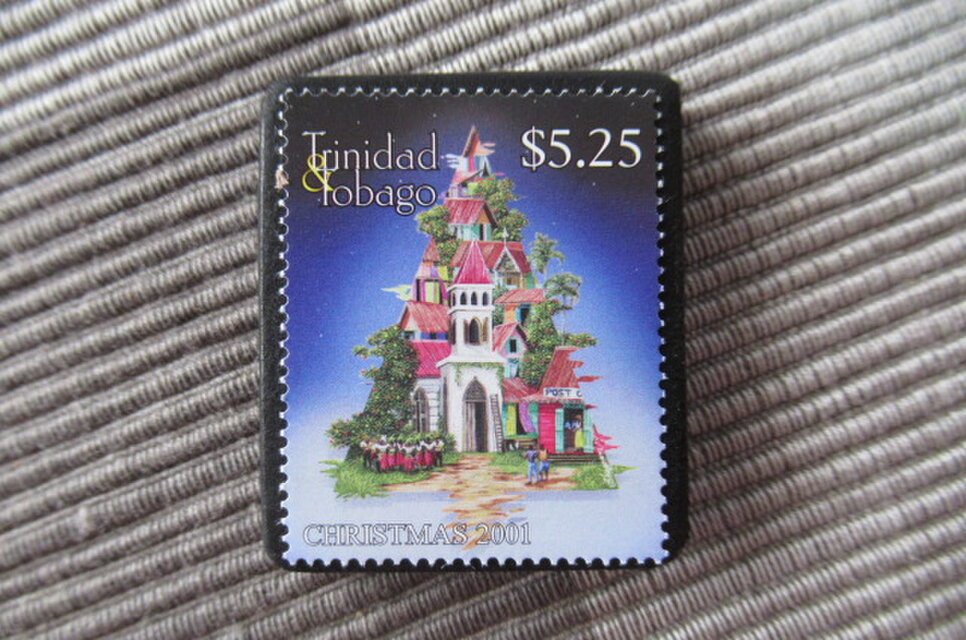 Trinidad
& Tobago
$5.25
POST
CHRISTMAS 2001